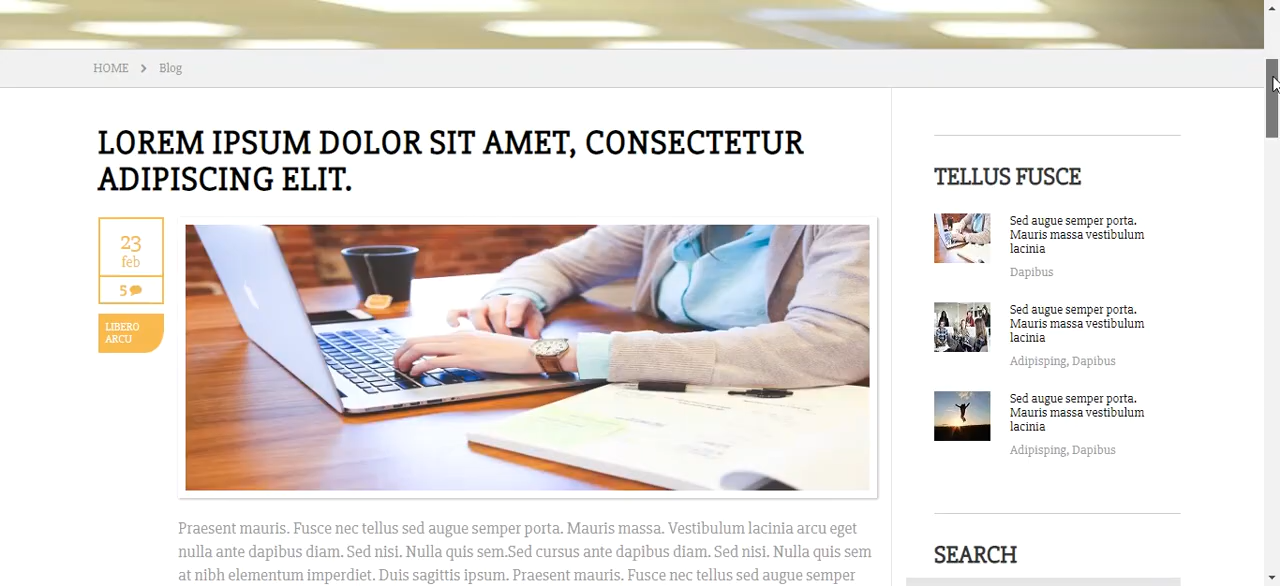 HOME > Blog
LOREM IPSUM DOLOR SIT AMET, CONSECTETUR
ADIPISCING ELIT.
23
feb
5
LIBERO
ARCU
Praesent mauris. Fusce nec tellus sed augue semper porta. Mauris massa. Vestibulum lacinia arcu eget
nulla ante dapibus diam. Sed nisi. Nulla quis sem.Sed cursus ante dapibus diam. Sed nisi. Nulla quis sem
at nibh elementum imperdiet. Duis sagittis ipsum. Praesent mauris. Fusce nec tellus sed augue semper
TELLUS FUSCE
Sed augue semper porta.
Mauris massa vestibulum
lacinia
Dapibus
Sed augue semper porta.
Mauris massa vestibulum
lacinia
Adipisping, Dapibus
Sed augue semper porta.
Mauris massa vestibulum
lacinia
Adipisping, Dapibus
SEARCH